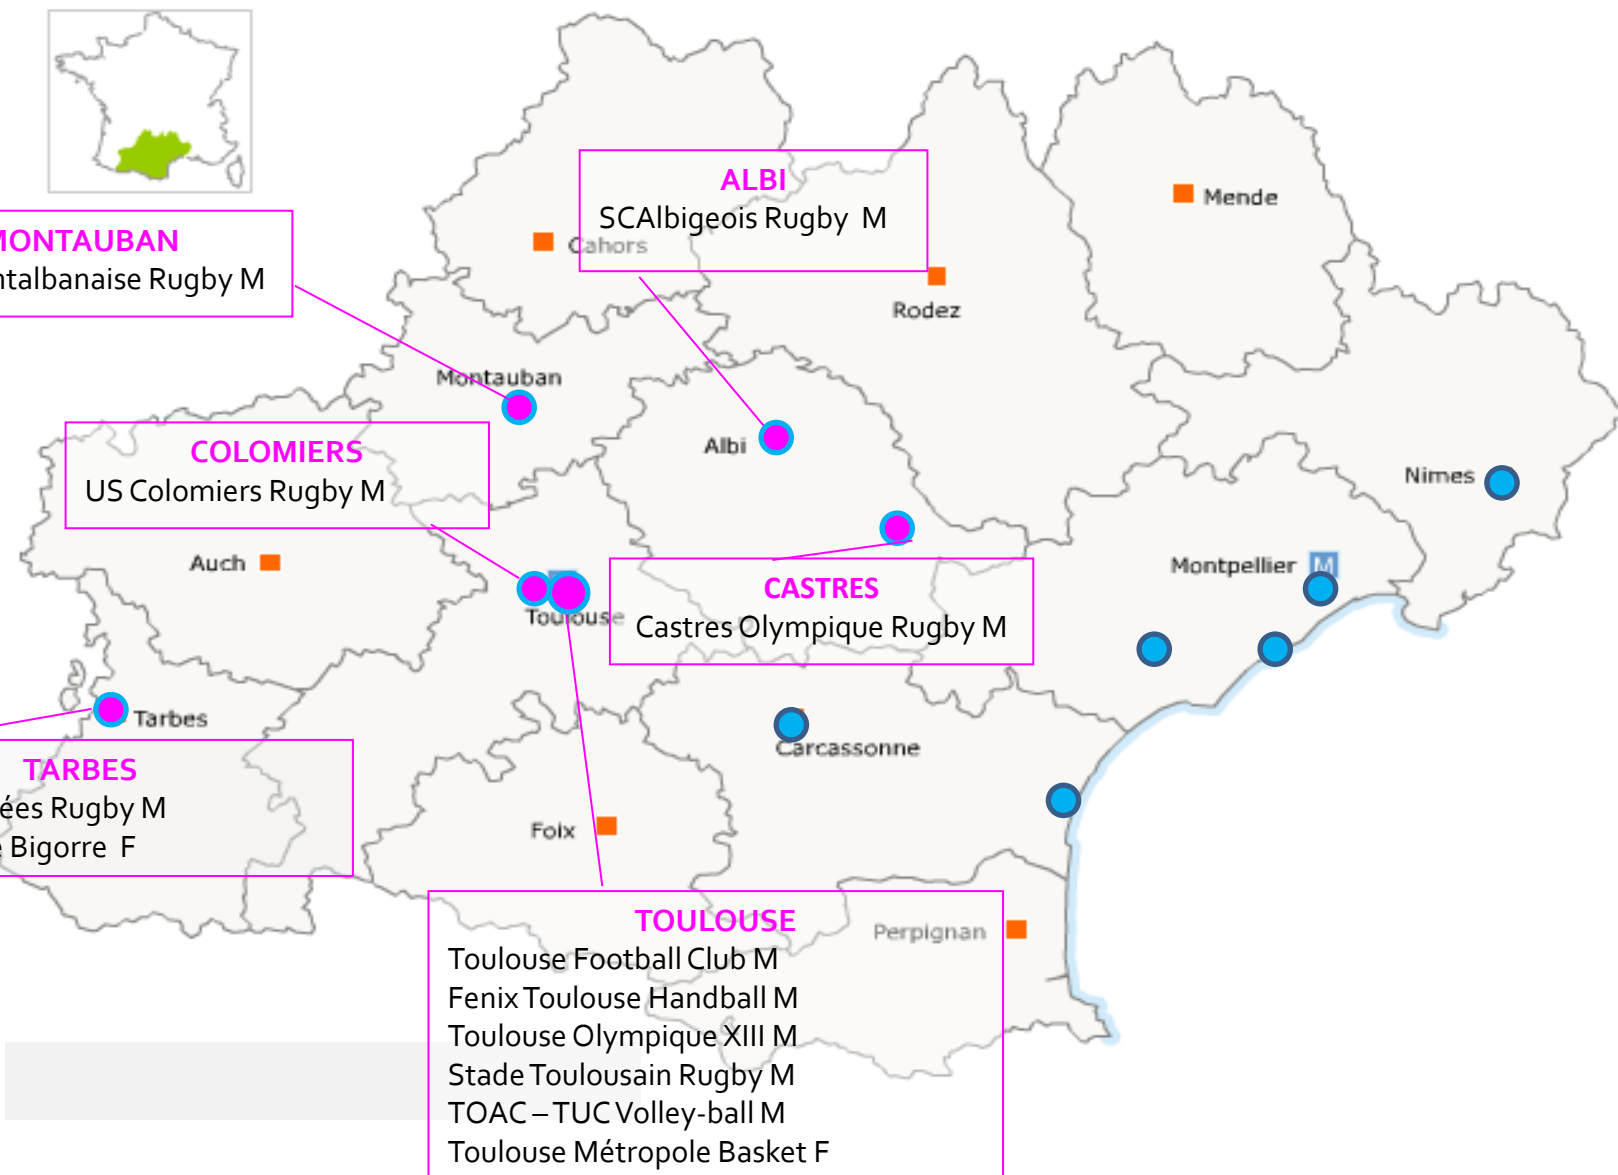 ALBI
SCAlbigeois Rugby M
Mende
MONTAUBAN
Rugby M
Cahors
Rodez
Montauban
COLOMIERS
US Colomiers Rugby M
Albi
Nimes
Auch
Montpellier M
Toulouse
CASTRES
Castres Olympique Rugby M
Tarbes
Carcassonne
TARBES
Rugby M
Bigorre F
Foix
TOULOUSE
Perpignan
Toulouse Football Club M
Fenix Toulouse Handball M
Toulouse Olympique XIII M
Stade Toulousain Rugby M
TOAC – TUC Volley-ball M
Toulouse Métropole Basket F